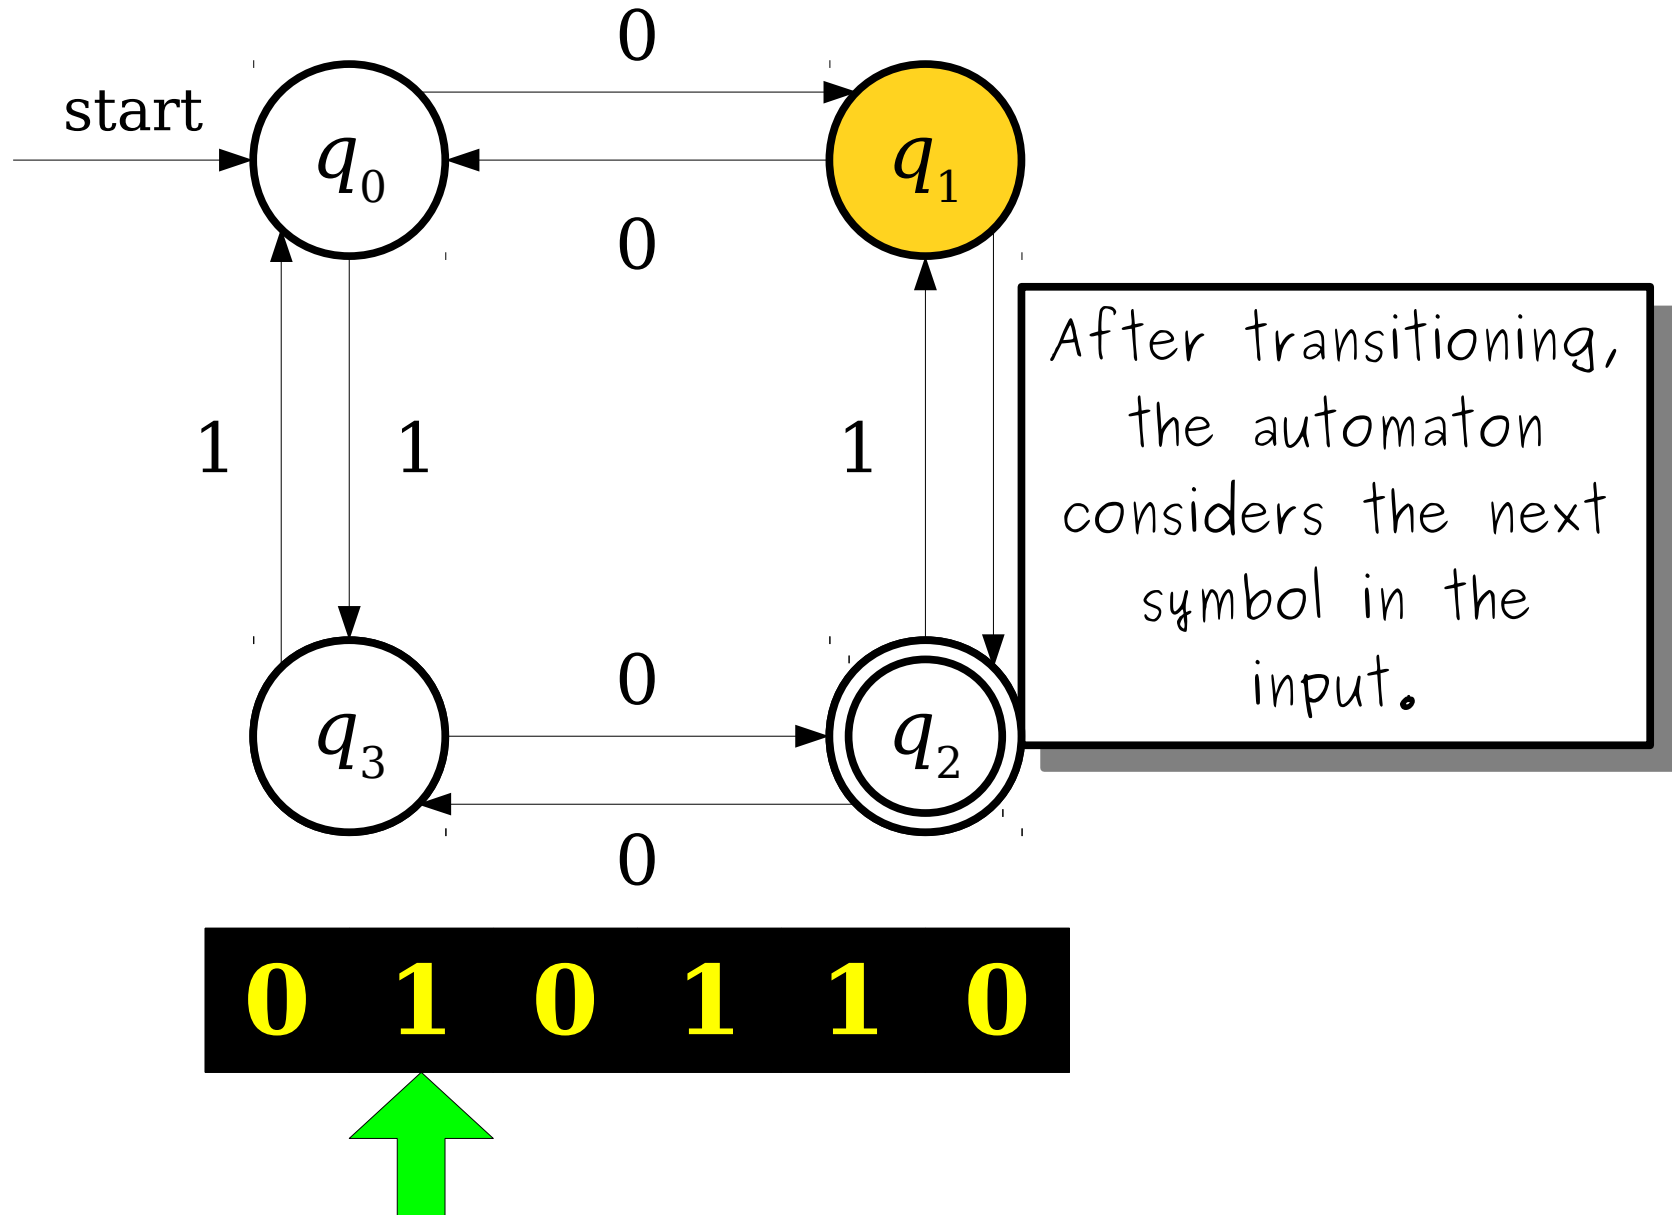 0
start
q0
q1
0
After transitioning,
the automaton
considers the next
symbol in the
input.
1
1
1
0
q3
q2
0
0 1 0 1 1 0